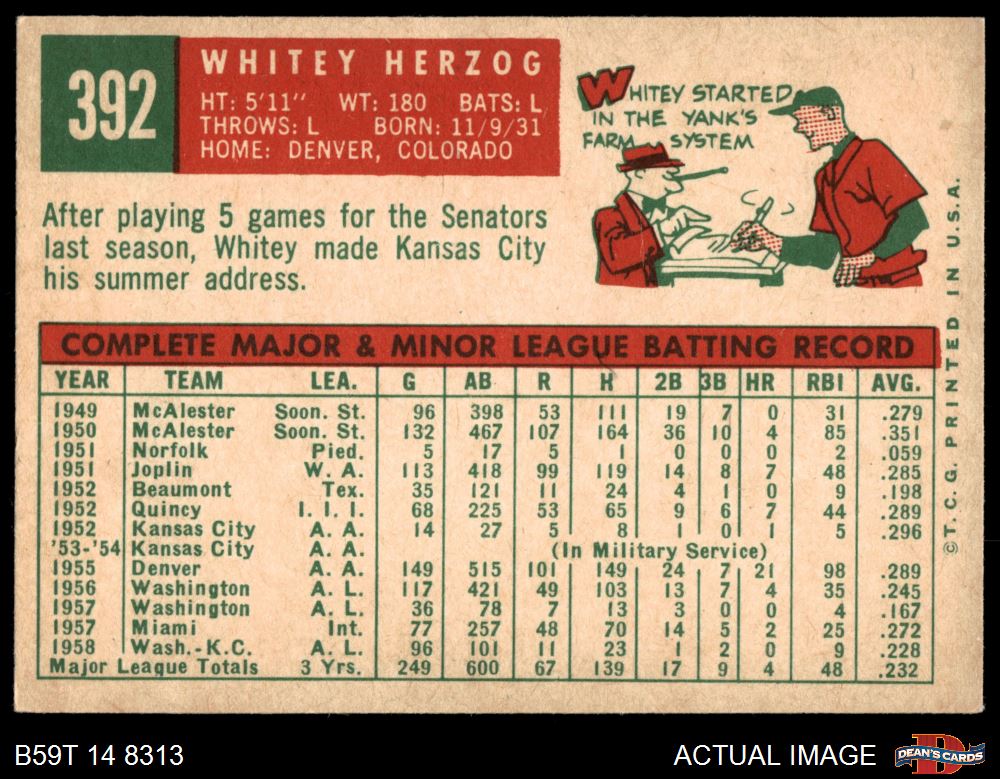 392
WHITEY HERZOG
HT: 5'11" WT: 180 BATS: L
THROWS: L BORN: 11/9/31
HOME: DENVER, COLORADO
WHITEY STARTED
IN THE YANK'S
FARM SYSTEM
After playing 5 games for the Senators
last season, Whitey made Kansas City
his summer address.
COMPLETE MAJOR & MINOR LEAGUE BATTING RECORD
YEAR TEAM LEA. G AB R H 2B 3B HR RBI AVG.
1949 McAlester Soon. St. 96 398 53 111 19 7 0 31 .279
1950 McAlester Soon. St. 132 467 107 164 36 10 4 85 .351
1951 Norfolk Pied. 5 17 5 1 0 0 0 2 .059
1951 Joplin W. A. 113 418 99 119 14 8 7 48 .285
1952 Beaumont Tex. 35 121 11 24 4 1 0 9 .198
1952 Quincy I. I. I. 68 225 53 65 9 6 7 44 .289
1952 Kansas City A. A. 14 27 5 8 1 0 1 5 .296
'53-'54 Kansas City A. A. (In Military Service)
1955 Denver A. A. 149 515 101 149 24 7 21 98 .289
1956 Washington A. L. 117 421 49 103 13 7 4 35 .245
1957 Washington A. L. 36 78 7 13 3 0 0 4 .167
1957 Miami Int. 77 257 48 70 14 5 2 25 .272
1958 Wash.-K.C. A. L. 96 101 11 23 1 2 0 9 .228
Major League Totals 3 Yrs. 249 600 67 139 17 9 4 48 .232
©T. C. G. PRINTED IN U.S.A.
B59T 14 8313
ACTUAL IMAGE
DEAN'S CARDS